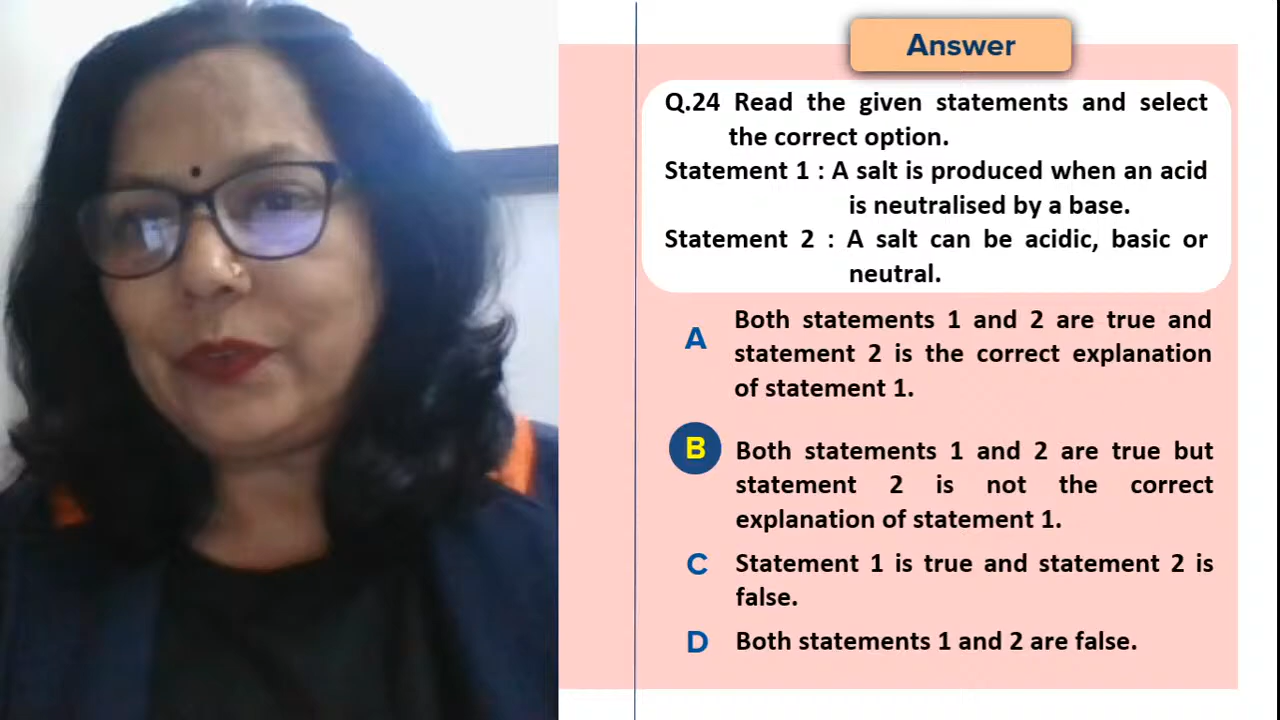 Answer
Q.24 Read the given statements and select
the correct option.
Statement 1 : A salt is produced when an acid
is neutralised by a base.
Statement 2 : A salt can be acidic, basic or
neutral.
A Both statements 1 and 2 are true and
statement 2 is the correct explanation
of statement 1.
B Both statements 1 and 2 are true but
statement 2 is not the correct
explanation of statement 1.
C Statement 1 is true and statement 2 is
false.
D Both statements 1 and 2 are false.